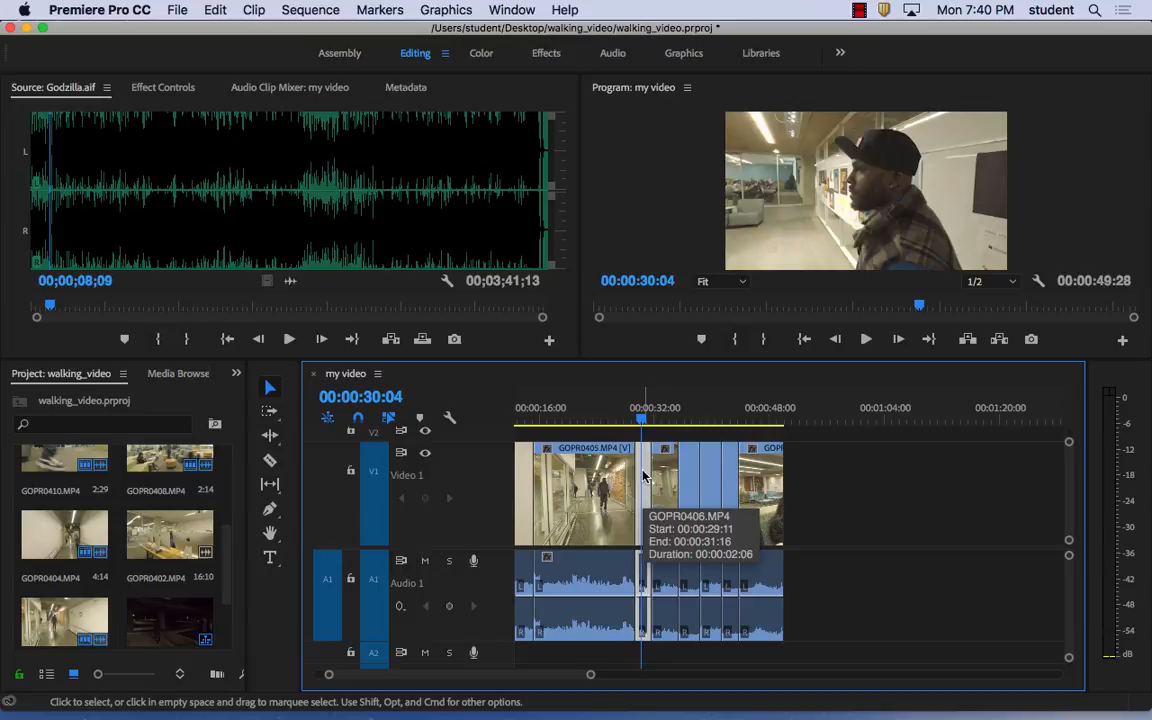 Premiere Pro CC File Edit Clip Sequence Markers Graphics Window Help Mon 7:40 PM student
/Users/student/Desktop/walking_video/walking_video.prproj *
Assembly Editing Color Effects Audio Graphics Libraries
Source: Godzilla.aif Effect Controls Audio Clip Mixer: my video Metadata
Program: my video
L
R
L
R
00;00;08;09 00;03;41;13
00:00:30:04 Fit 1/2 00:00:49:28
Project: walking_video Media Browse
walking_video.prproj
GOPR0410.MP4 2:29 GOPR0408.MP4 2:14
GOPR0404.MP4 4:14 GOPR0402.MP4 16:10
my video
00:00:30:04
00:00:16:00 00:00:32:00 00:00:48:00 00:01:04:00 00:01:20:00
V2
V1 Video 1
GOPR0405.MP4 [V] GOPI
GOPR0406.MP4
Start: 00:00:29:11
End: 00:00:31:16
Duration: 00:00:02:06
A1 A1 M S
Audio 1
A2 M S
L L L L L L
R R R R R R
0
-6
-12
-18
-24
-30
-36
-42
-48
-54
dB
Click to select, or click in empty space and drag to marquee select. Use Shift, Opt, and Cmd for other options.